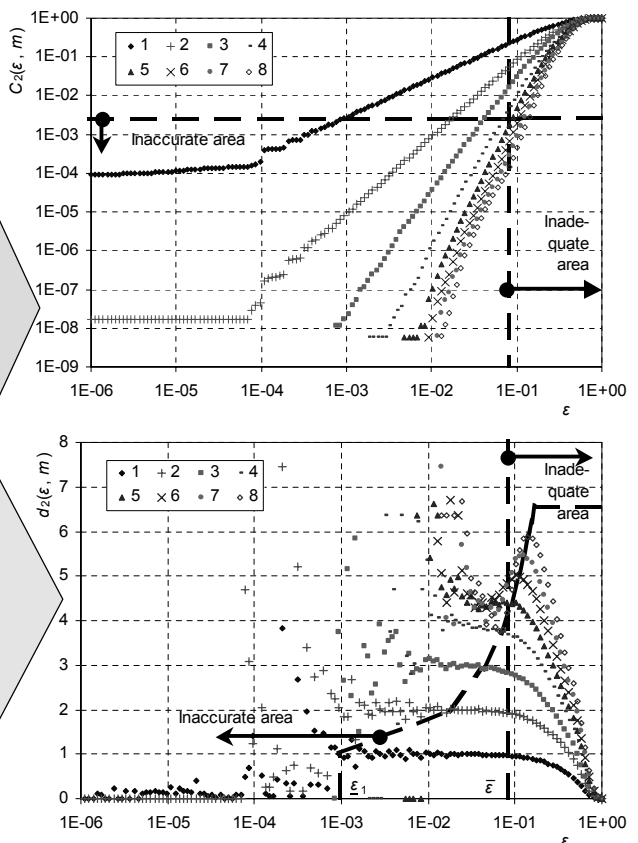 C₂(ε, m)
1E+00
1E-01
1E-02
1E-03
1E-04
1E-05
1E-06
1E-07
1E-08
1E-09
1 2 3 4
5 6 7 8
Inaccurate area
Inad-
equate
area
1E-06 1E-05 1E-04 1E-03 1E-02 1E-01 1E+00
ε
d₂(ε, m)
8
7
6
5
4
3
2
1
0
1 2 3 4
5 6 7 8
Inad-
equate
area
Inaccurate area
ε₁
ε̅
1E-06 1E-05 1E-04 1E-03 1E-02 1E-01 1E+00
ε